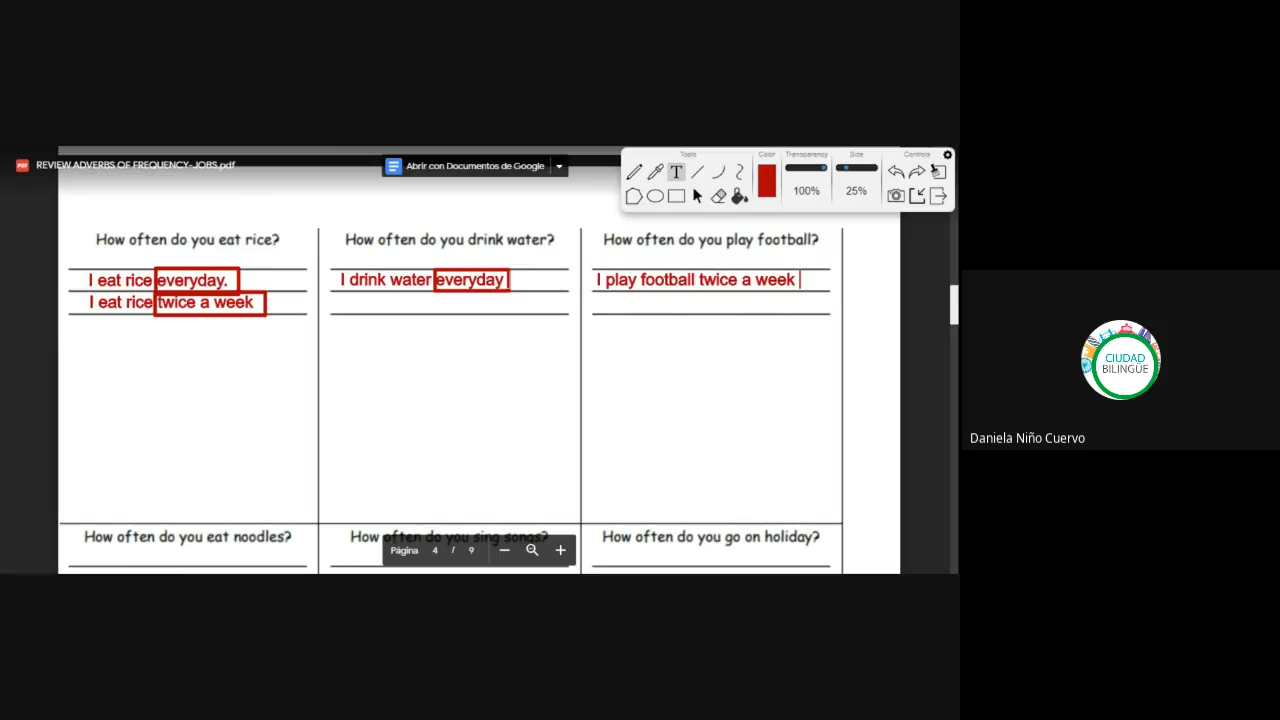 REVIEW ADVERBS OF FREQUENCY-JOBS.pdf
Abrir con Documentos de Google
Tools
Color
Transparency
Size
Controls
100%
25%
How often do you eat rice?
How often do you drink water?
How often do you play football?
I eat rice everyday.
I drink water everyday
I play football twice a week
I eat rice twice a week
CIUDAD
BILINGÜE
Daniela Niño Cuervo
How often do you eat noodles?
How often do you sing songs?
How often do you go on holiday?
Página 4 / 9